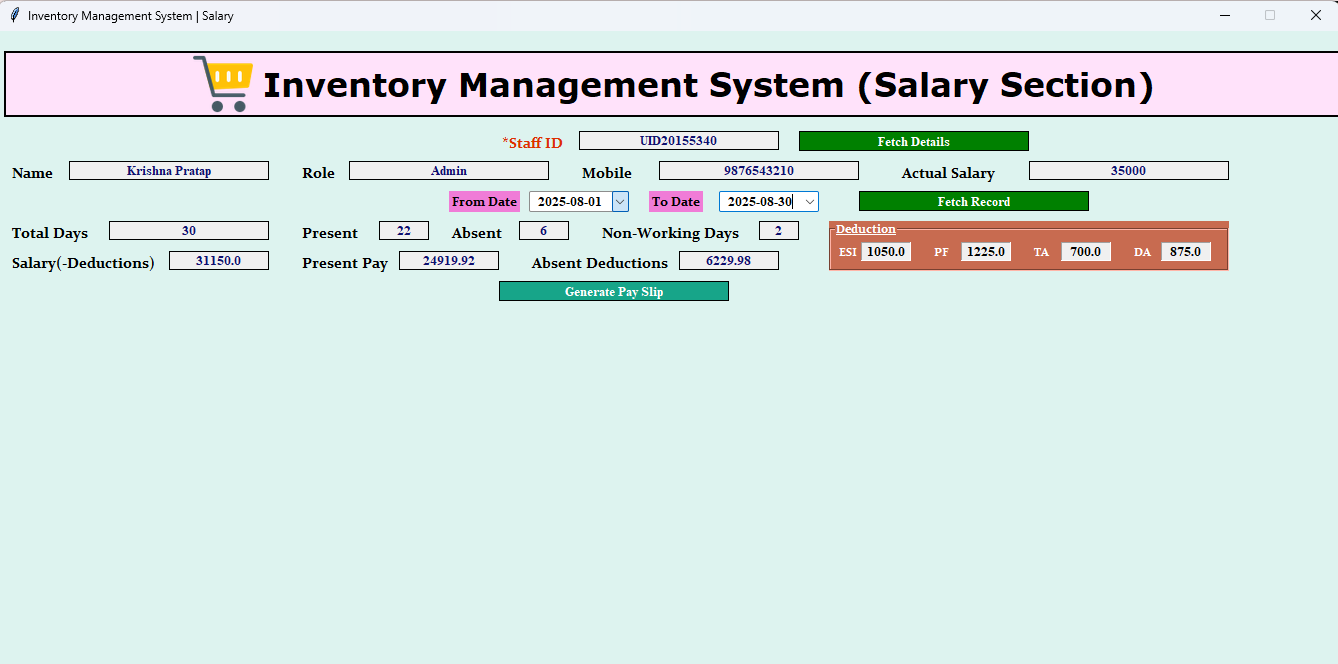 Inventory Management System | Salary
Inventory Management System (Salary Section)
*Staff ID UID20155340 Fetch Details
Name Krishna Pratap Role Admin Mobile 9876543210 Actual Salary 35000
From Date 2025-08-01 To Date 2025-08-30 Fetch Record
Total Days 30 Present 22 Absent 6 Non-Working Days 2
Deduction
ESI 1050.0 PF 1225.0 TA 700.0 DA 875.0
Salary(-Deductions) 31150.0 Present Pay 24919.92 Absent Deductions 6229.98
Generate Pay Slip